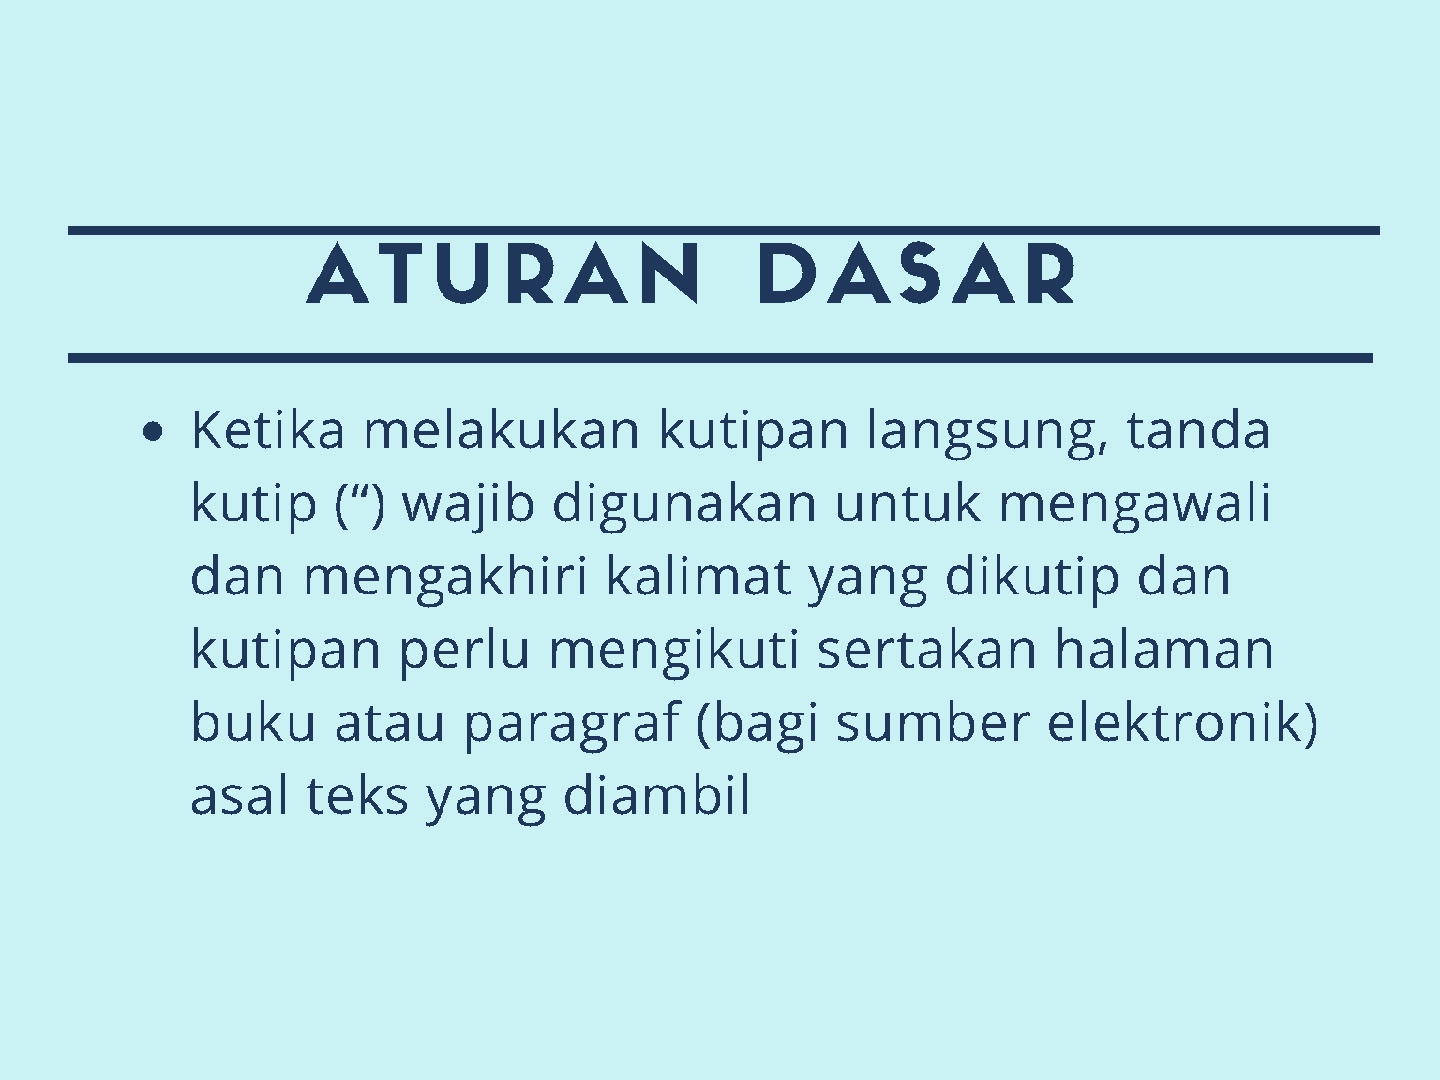 ATURAN DASAR
• Ketika melakukan kutipan langsung, tanda
kutip (“) wajib digunakan untuk mengawali
dan mengakhiri kalimat yang dikutip dan
kutipan perlu mengikuti sertakan halaman
buku atau paragraf (bagi sumber elektronik)
asal teks yang diambil